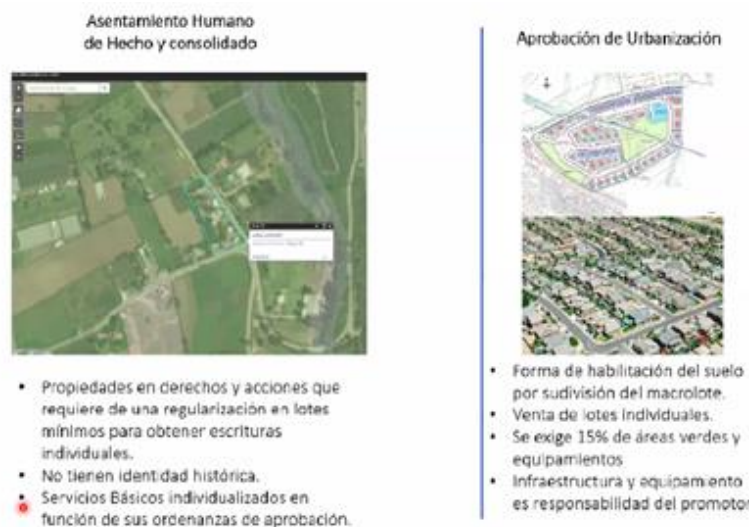 Asentamiento Humano
de Hecho y consolidado
• Propiedades en derechos y acciones que
requiere de una regularización en lotes
mínimos para obtener escrituras
individuales.
• No tienen identidad histórica.
• Servicios Básicos individualizados en
función de sus ordenanzas de aprobación.
Aprobación de Urbanización
• Forma de habilitación del suelo
por sudivisión del macrolote.
• Venta de lotes individuales.
• Se exige 15% de áreas verdes y
equipamientos
• Infraestructura y equipamiento
es responsabilidad del promotor